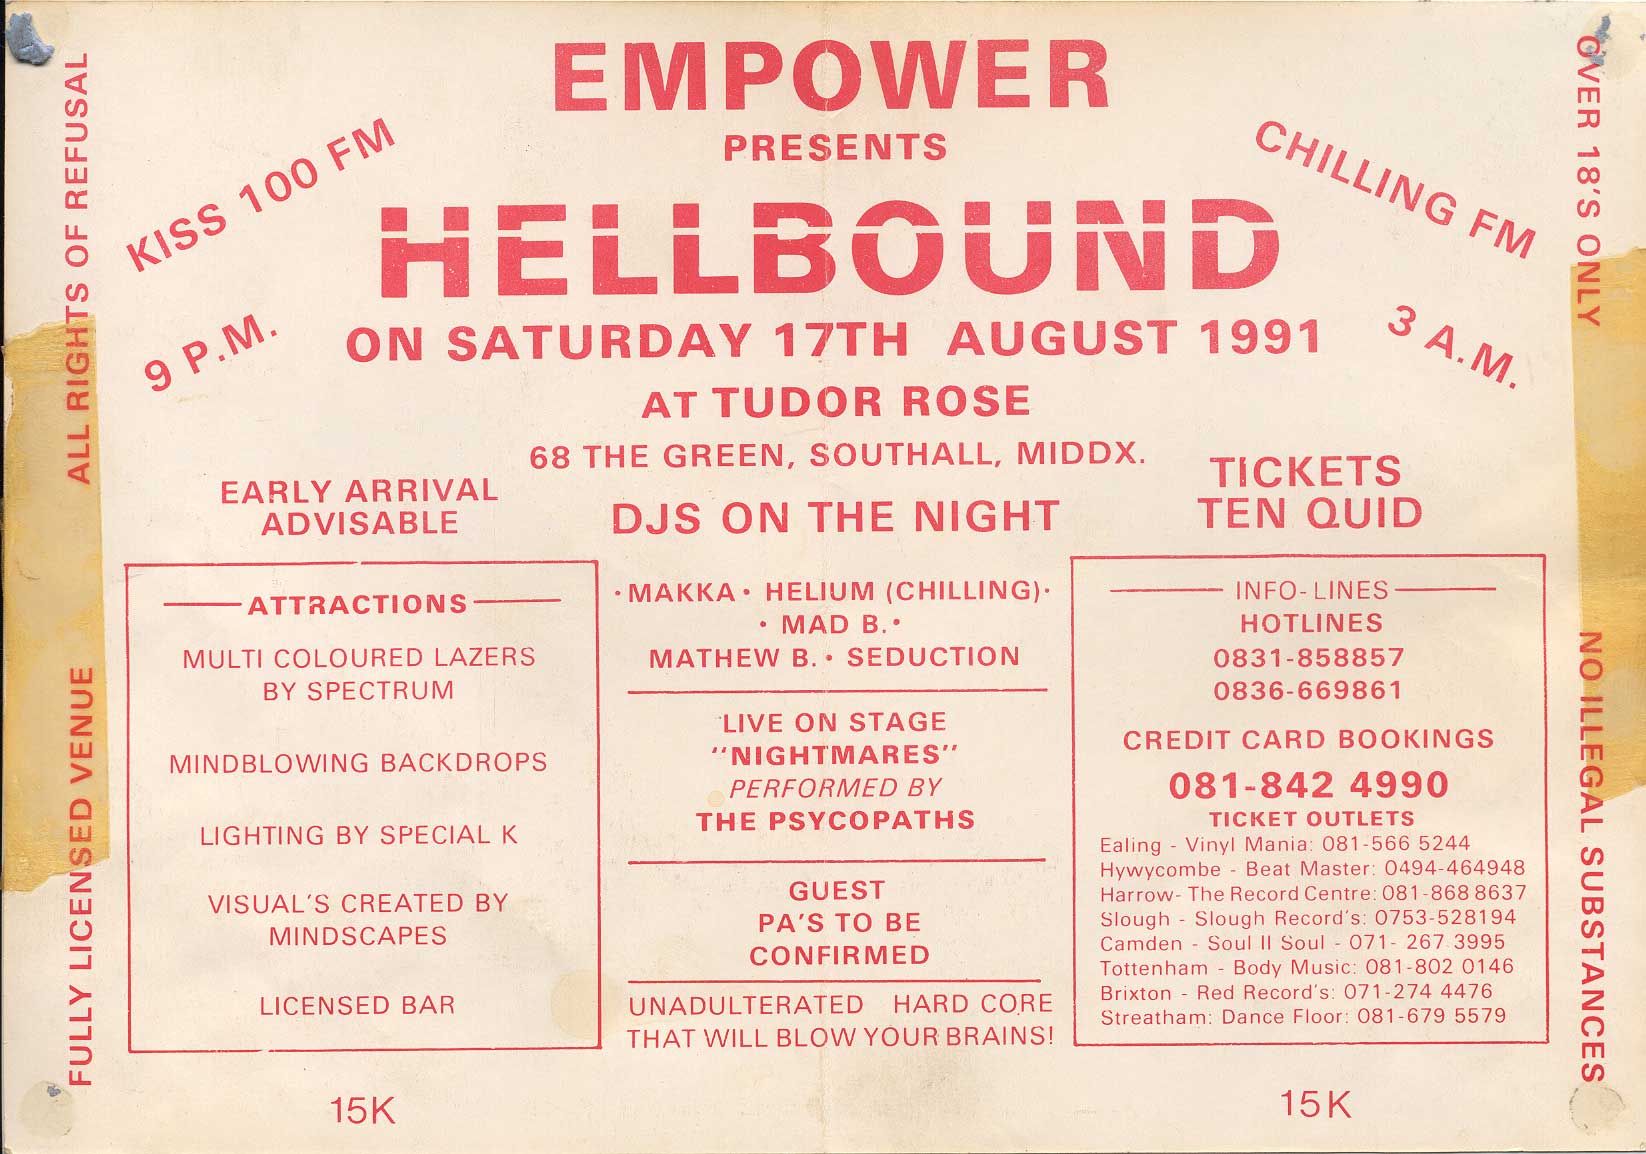 EMPOWER
PRESENTS
HELLBOUND
KISS 100 FM
CHILLING FM
9 P.M.
3 A.M.
ON SATURDAY 17TH AUGUST 1991
AT TUDOR ROSE
68 THE GREEN, SOUTHALL, MIDDX.
EARLY ARRIVAL
ADVISABLE
DJS ON THE NIGHT
TICKETS
TEN QUID
ATTRACTIONS
MULTI COLOURED LAZERS
BY SPECTRUM
MINDBLOWING BACKDROPS
LIGHTING BY SPECIAL K
VISUAL'S CREATED BY
MINDSCAPES
LICENSED BAR
· MAKKA · HELIUM (CHILLING) ·
· MAD B. ·
MATHEW B. · SEDUCTION
LIVE ON STAGE
"NIGHTMARES"
PERFORMED BY
THE PSYCOPATHS
GUEST
PA'S TO BE
CONFIRMED
UNADULTERATED HARD CORE
THAT WILL BLOW YOUR BRAINS!
INFO-LINES
HOTLINES
0831-858857
0836-669861
CREDIT CARD BOOKINGS
081-842 4990
TICKET OUTLETS
Ealing - Vinyl Mania: 081-566 5244
Hywycombe - Beat Master: 0494-464948
Harrow- The Record Centre: 081-868 8637
Slough - Slough Record's: 0753-528194
Camden - Soul II Soul - 071- 267 3995
Tottenham - Body Music: 081-802 0146
Brixton - Red Record's: 071-274 4476
Streatham: Dance Floor: 081-679 5579
15K
15K
FULLY LICENSED VENUE ALL RIGHTS OF REFUSAL
OVER 18'S ONLY NO ILLEGAL SUBSTANCES